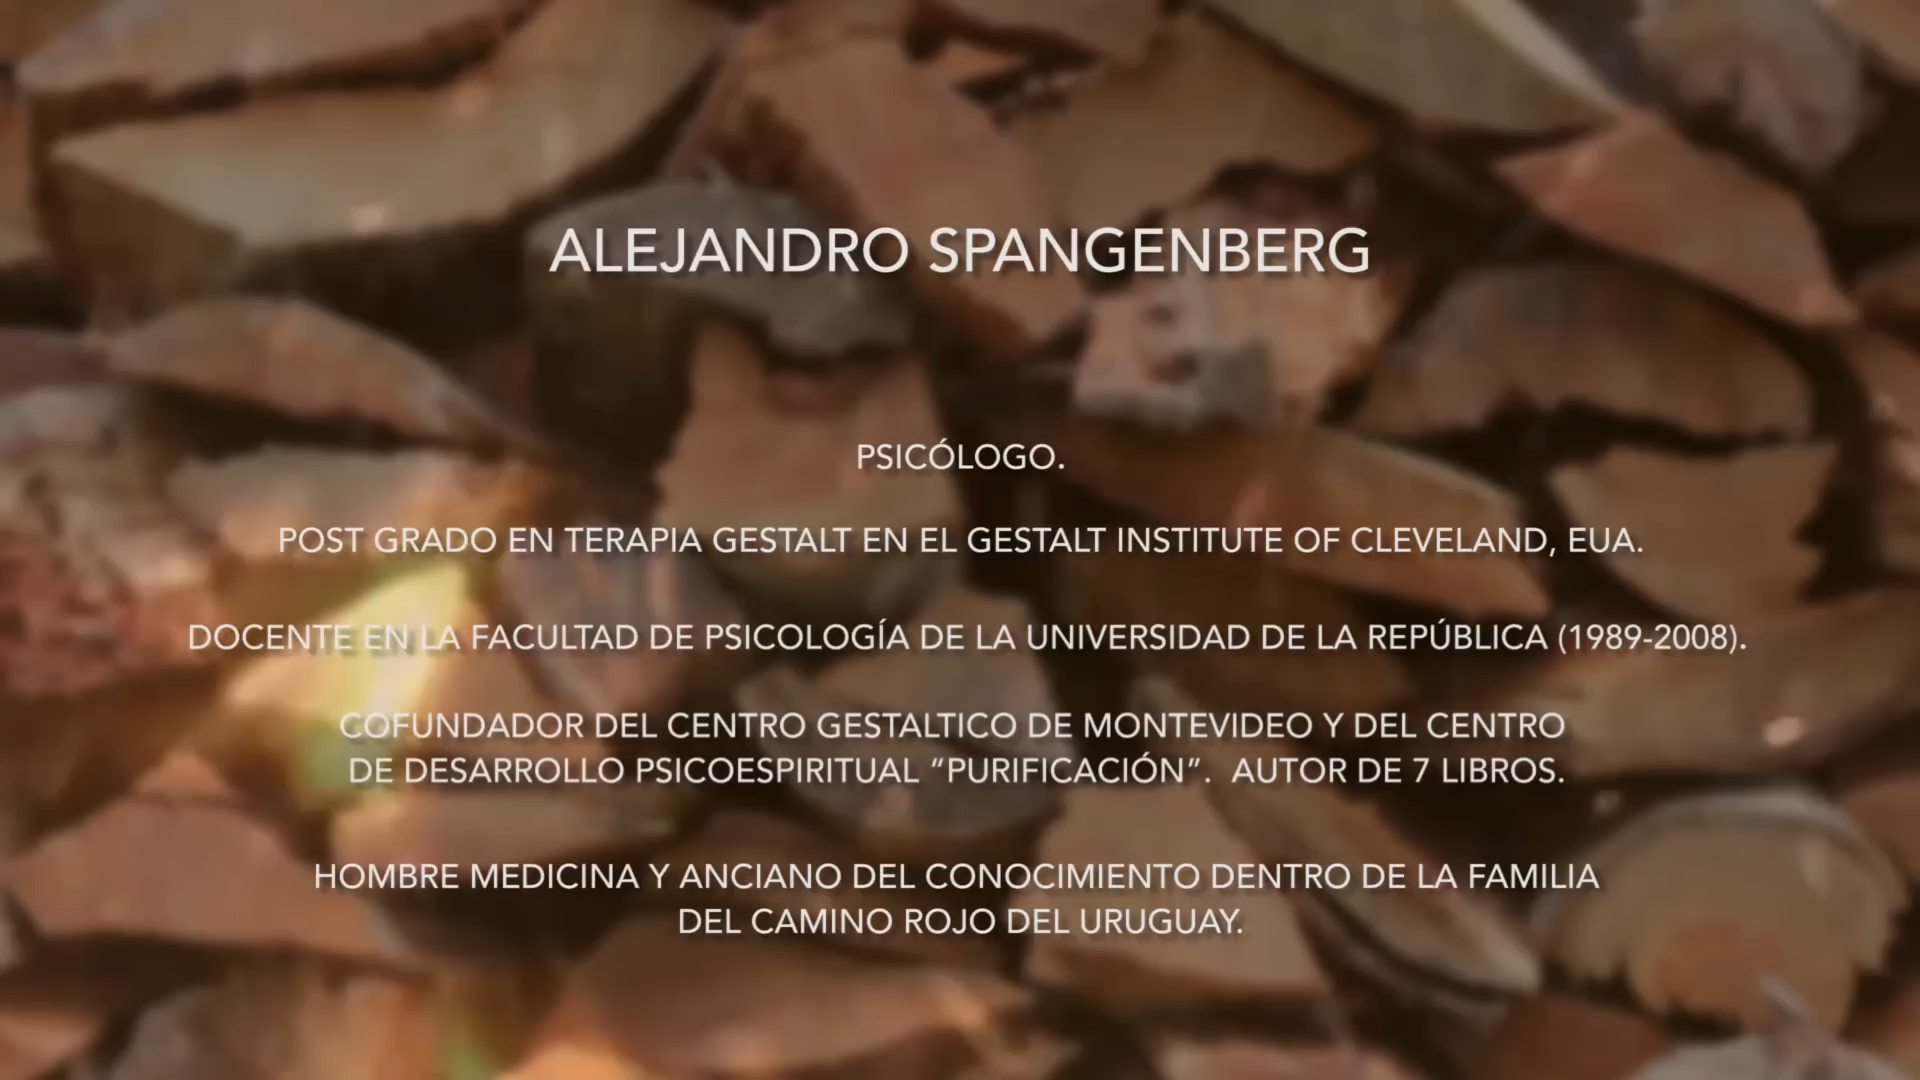 ALEJANDRO SPANGENBERG
PSICÓLOGO.
POST GRADO EN TERAPIA GESTALT EN EL GESTALT INSTITUTE OF CLEVELAND, EUA.
DOCENTE EN LA FACULTAD DE PSICOLOGÍA DE LA UNIVERSIDAD DE LA REPÚBLICA (1989-2008).
COFUNDADOR DEL CENTRO GESTALTICO DE MONTEVIDEO Y DEL CENTRO
DE DESARROLLO PSICOESPIRITUAL “PURIFICACIÓN”. AUTOR DE 7 LIBROS.
HOMBRE MEDICINA Y ANCIANO DEL CONOCIMIENTO DENTRO DE LA FAMILIA
DEL CAMINO ROJO DEL URUGUAY.